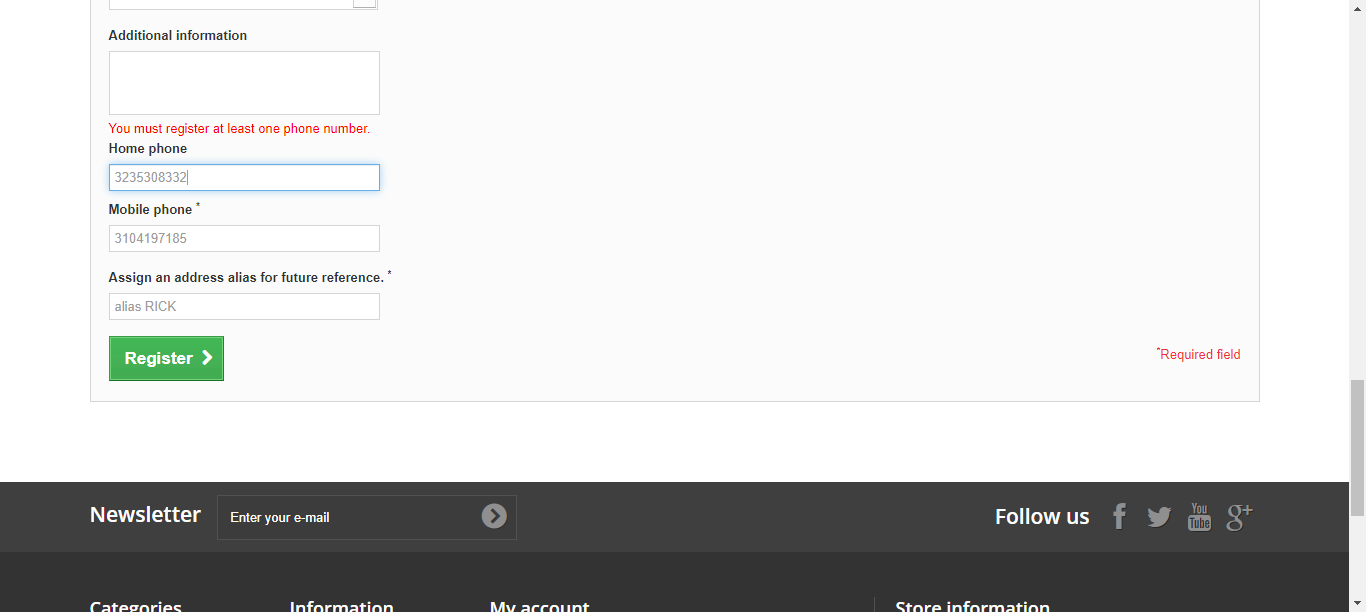 Additional information
You must register at least one phone number.
Home phone
3235308332
Mobile phone *
3104197185
Assign an address alias for future reference. *
alias RICK
Register
*Required field
Newsletter
Enter your e-mail
Follow us
You Tube
g+
Categories
Information
My account
Store information